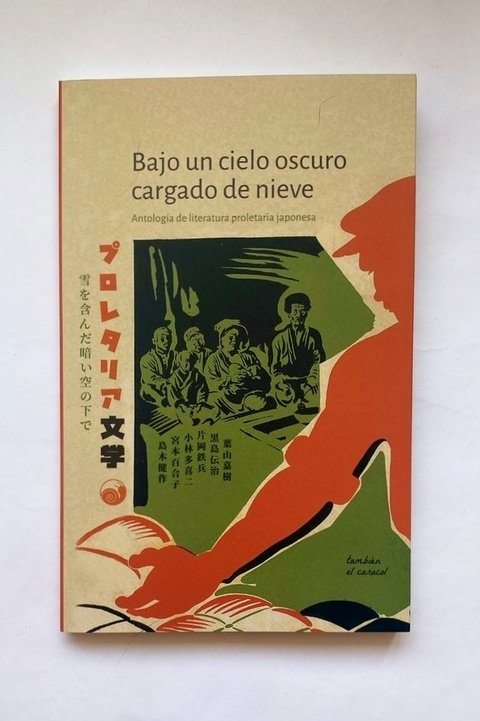 Bajo un cielo oscuro
cargado de nieve
Antología de literatura proletaria japonesa
プロレタリア文学
雪を含んだ暗い空の下で
葉山嘉樹
黒島伝治
片岡鉄兵
小林多喜二
宮本百合子
島木健作
también
el caracol